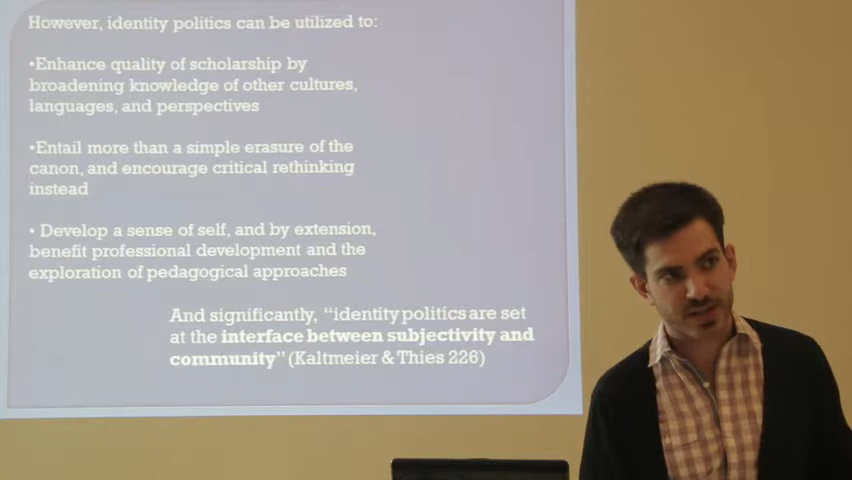 However, identity politics can be utilized to:
•Enhance quality of scholarship by
broadening knowledge of other cultures,
languages, and perspectives
•Entail more than a simple erasure of the
canon, and encourage critical rethinking
instead
• Develop a sense of self, and by extension,
benefit professional development and the
exploration of pedagogical approaches
And significantly, “identity politics are set
at the interface between subjectivity and
community” (Kaltmeier & Thies 226)